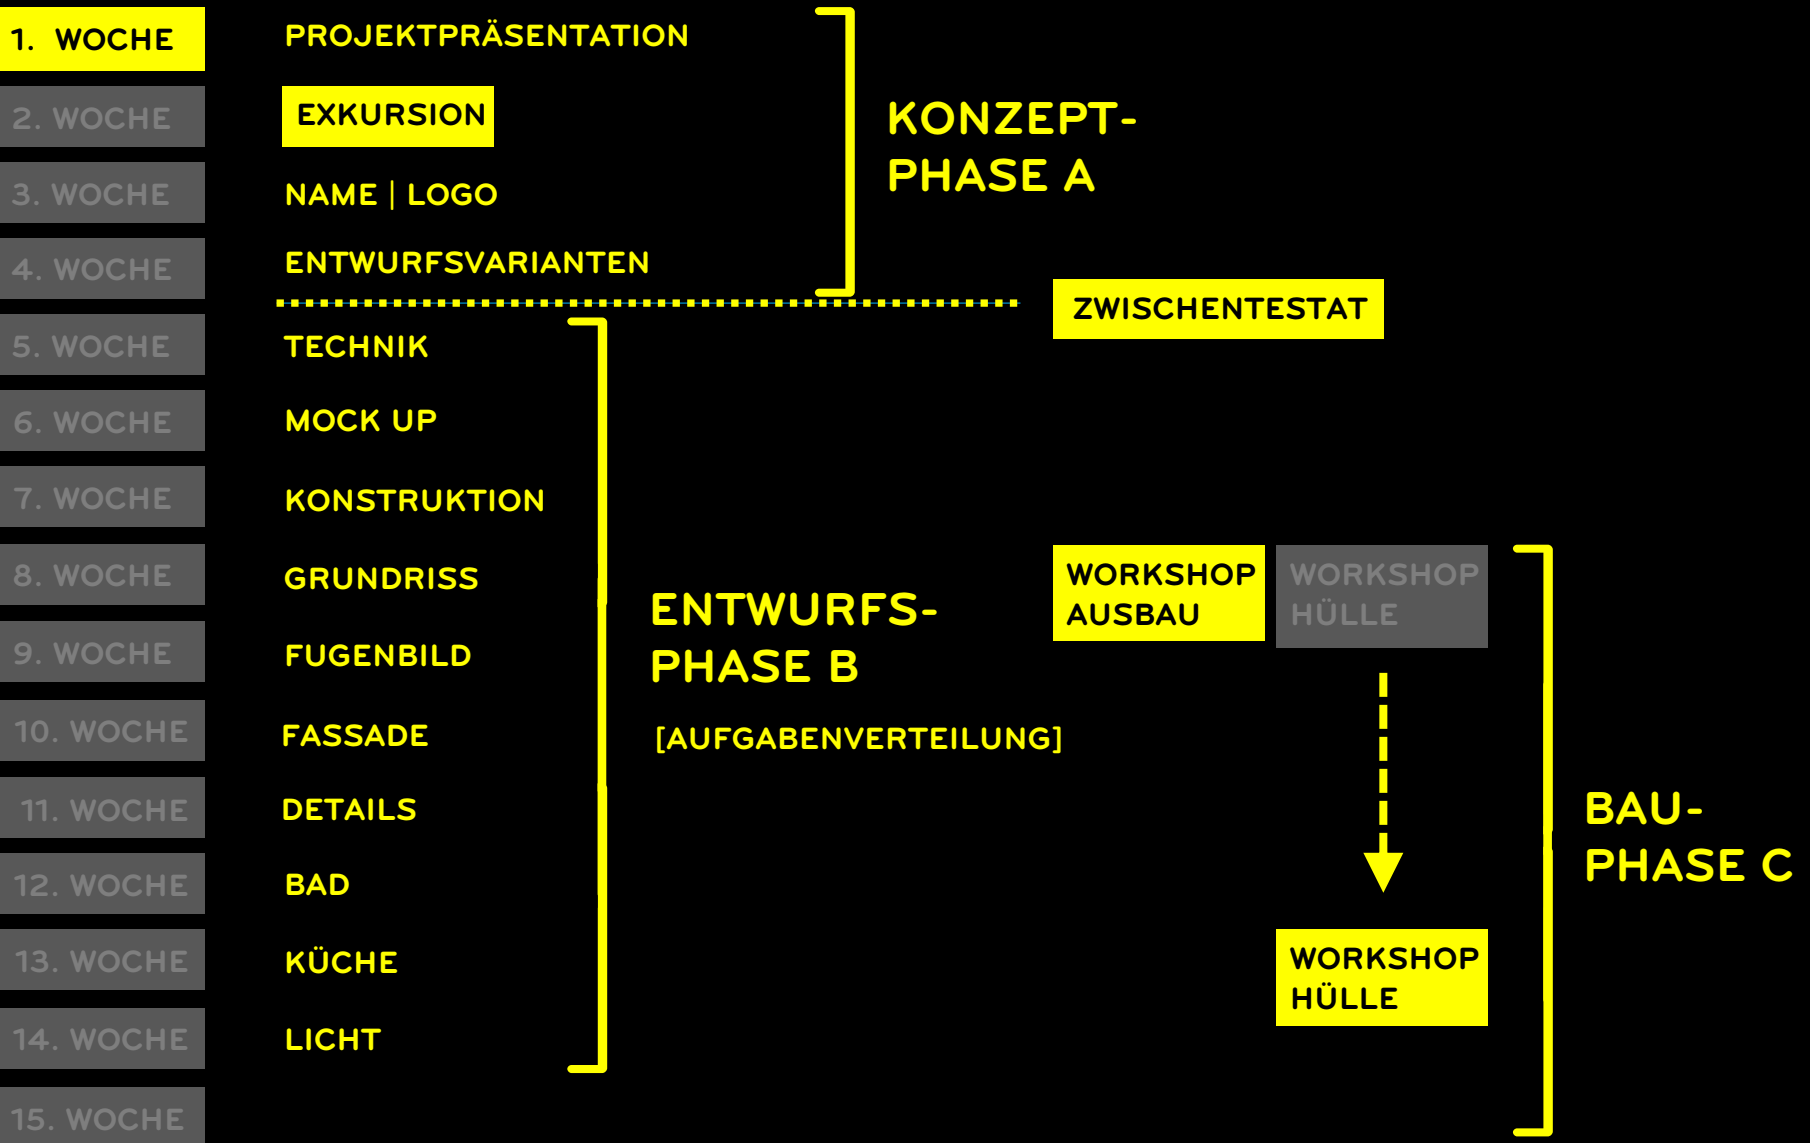 1. WOCHE
PROJEKTPRÄSENTATION
2. WOCHE
EXKURSION
3. WOCHE
NAME | LOGO
4. WOCHE
ENTWURFSVARIANTEN
KONZEPT-
PHASE A
ZWISCHENTESTAT
5. WOCHE
TECHNIK
6. WOCHE
MOCK UP
7. WOCHE
KONSTRUKTION
8. WOCHE
GRUNDRISS
9. WOCHE
FUGENBILD
10. WOCHE
FASSADE
11. WOCHE
DETAILS
12. WOCHE
BAD
13. WOCHE
KÜCHE
14. WOCHE
LICHT
15. WOCHE
ENTWURFS-
PHASE B
[AUFGABENVERTEILUNG]
WORKSHOP
AUSBAU
WORKSHOP
HÜLLE
WORKSHOP
HÜLLE
BAU-
PHASE C